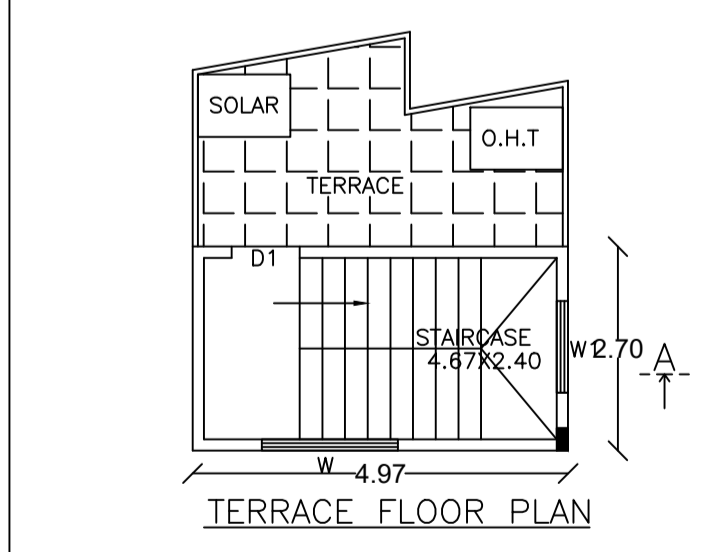 SOLAR
O.H.T
TERRACE
D1
STAIRCASE
4.67X2.40
W1
2.70
A
W
4.97
TERRACE FLOOR PLAN